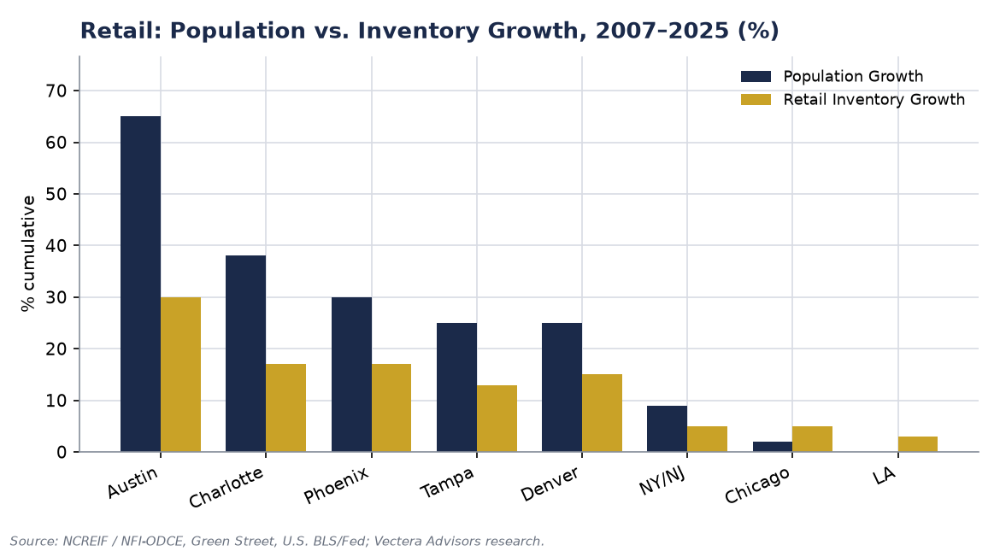 Retail: Population vs. Inventory Growth, 2007–2025 (%)
Population Growth
Retail Inventory Growth
% cumulative
70
60
50
40
30
20
10
0
Austin
Charlotte
Phoenix
Tampa
Denver
NY/NJ
Chicago
LA
Source: NCREIF / NFI-ODCE, Green Street, U.S. BLS/Fed; Vectera Advisors research.